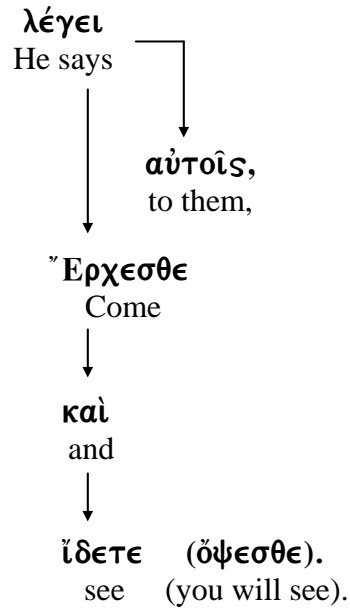 λέγει
He says
αὐτοῖς,
to them,
Ἔρχεσθε
Come
καὶ
and
ἴδετε (ὄψεσθε).
see (you will see).